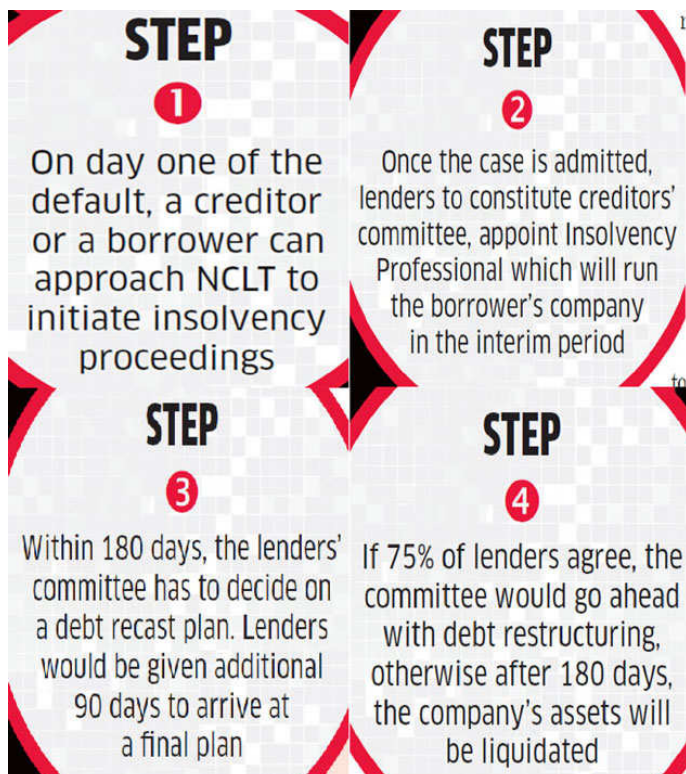 STEP
1
On day one of the
default, a creditor
or a borrower can
approach NCLT to
initiate insolvency
proceedings
STEP
2
Once the case is admitted,
lenders to constitute creditors'
committee, appoint Insolvency
Professional which will run
the borrower's company
in the interim period
STEP
3
Within 180 days, the lenders'
committee has to decide on
a debt recast plan. Lenders
would be given additional
90 days to arrive at
a final plan
STEP
4
If 75% of lenders agree, the
committee would go ahead
with debt restructuring,
otherwise after 180 days,
the company's assets will
be liquidated